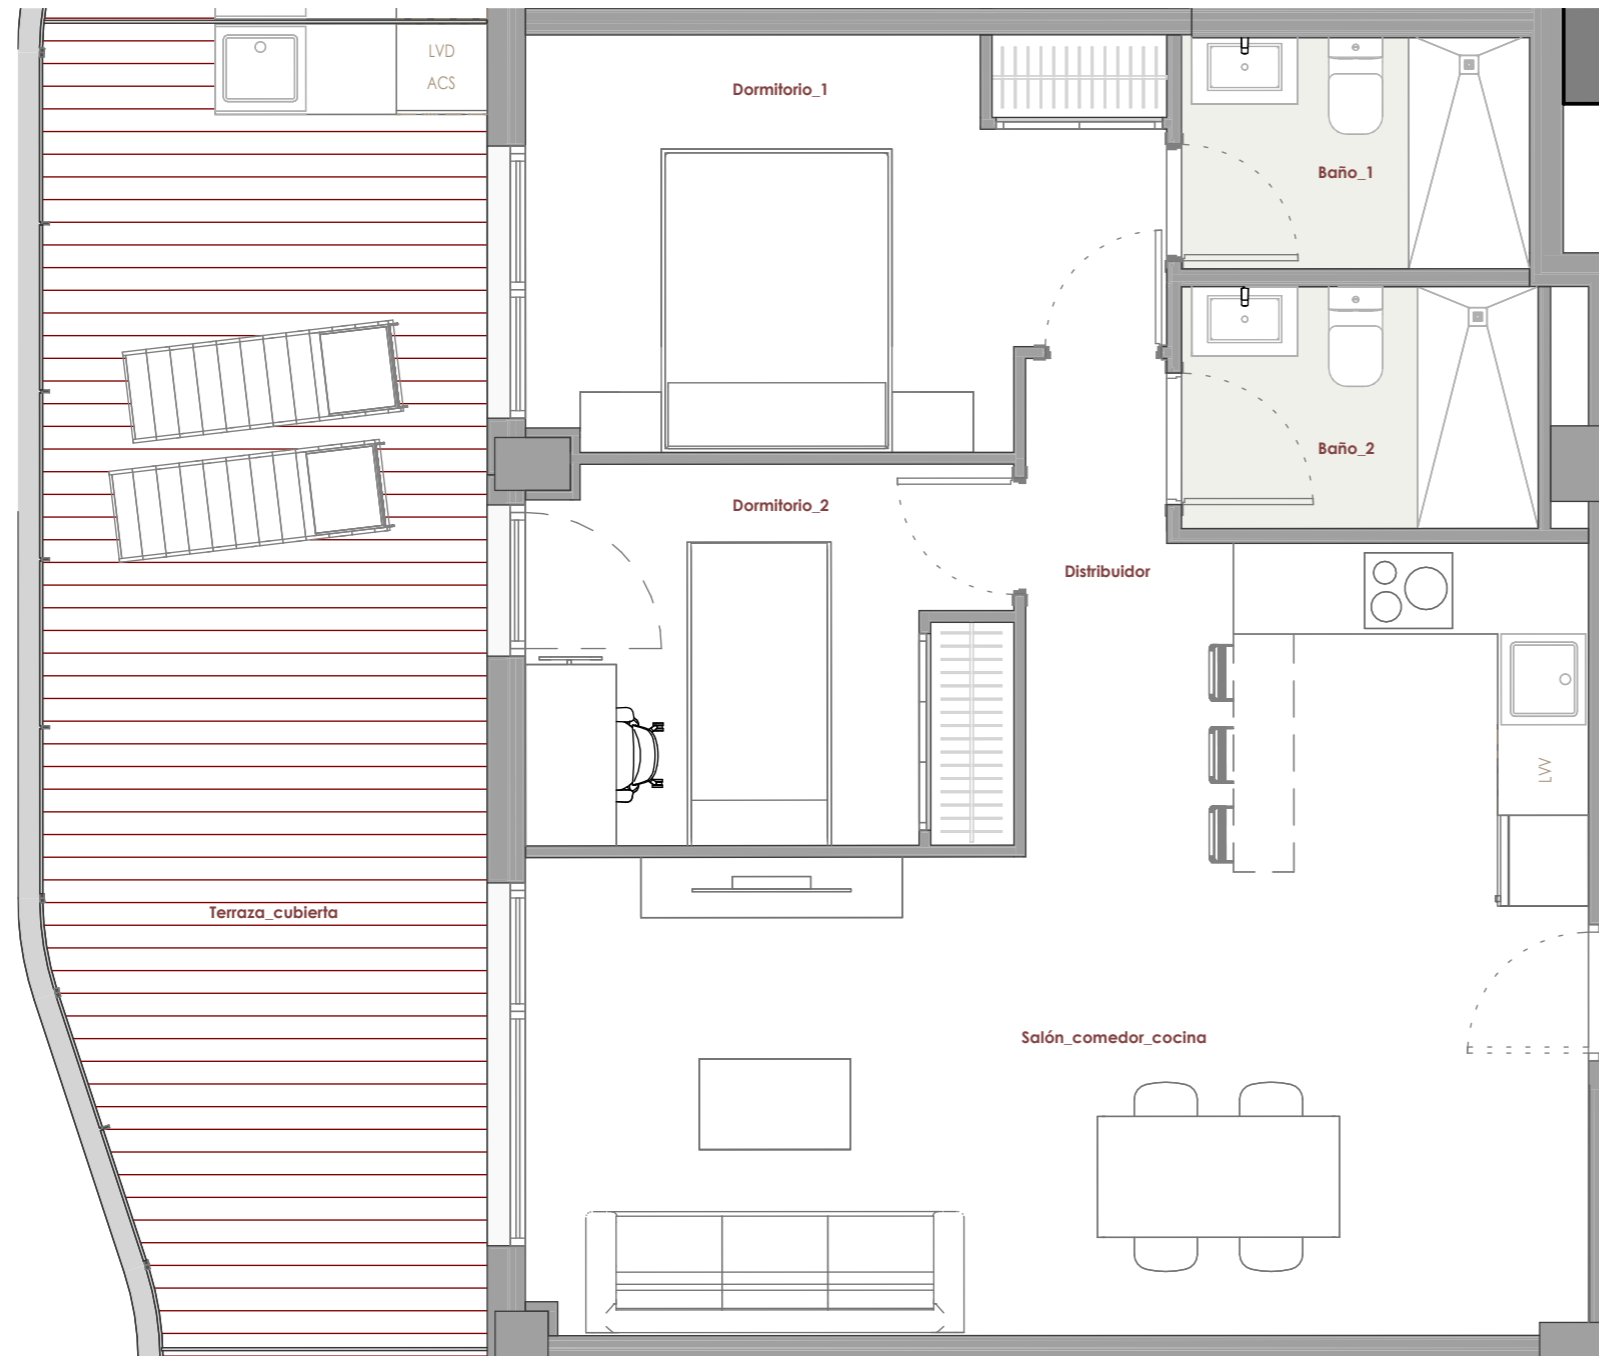 LVD
ACS
Dormitorio_1
Baño_1
Baño_2
Dormitorio_2
Distribuidor
LVV
Terraza_cubierta
Salón_comedor_cocina